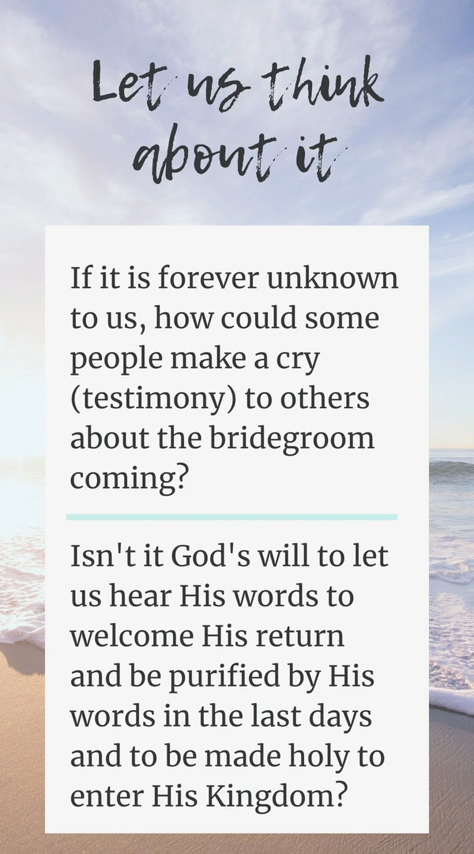 Let us think
about it
If it is forever unknown
to us, how could some
people make a cry
(testimony) to others
about the bridegroom
coming?
Isn't it God's will to let
us hear His words to
welcome His return
and be purified by His
words in the last days
and to be made holy to
enter His Kingdom?